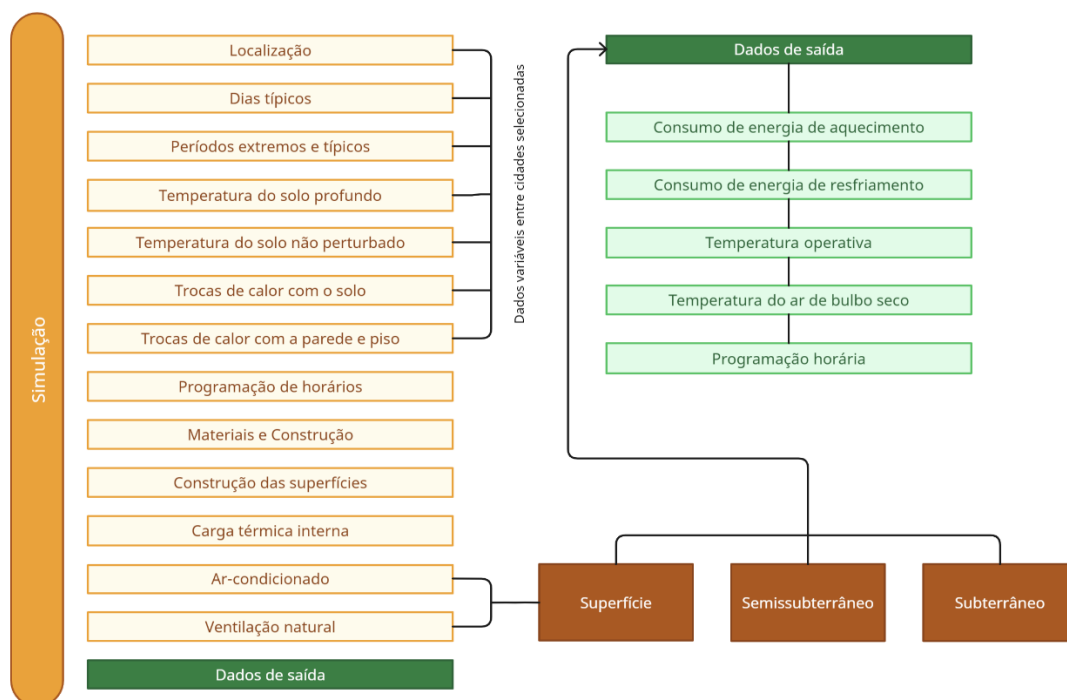 Simulação
Localização
Dias típicos
Períodos extremos e típicos
Temperatura do solo profundo
Temperatura do solo não perturbado
Trocas de calor com o solo
Trocas de calor com a parede e piso
Programação de horários
Materiais e Construção
Construção das superfícies
Carga térmica interna
Ar-condicionado
Ventilação natural
Dados de saída
Dados variáveis entre cidades selecionadas
Dados de saída
Consumo de energia de aquecimento
Consumo de energia de resfriamento
Temperatura operativa
Temperatura do ar de bulbo seco
Programação horária
Superfície
Semissubterrâneo
Subterrâneo